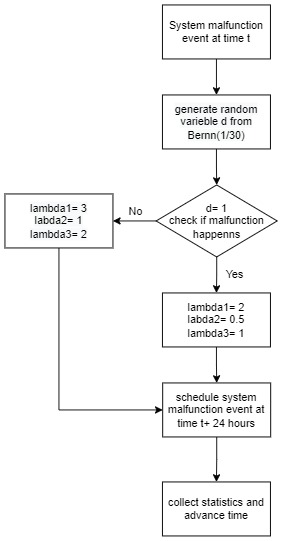 System malfunction
event at time t
generate random
varieble d from
Bernn(1/30)
d= 1
check if malfunction
happenns
No
lambda1= 3
labda2= 1
lambda3= 2
Yes
lambda1= 2
labda2= 0.5
lambda3= 1
schedule system
malfunction event at
time t+ 24 hours
collect statistics and
advance time